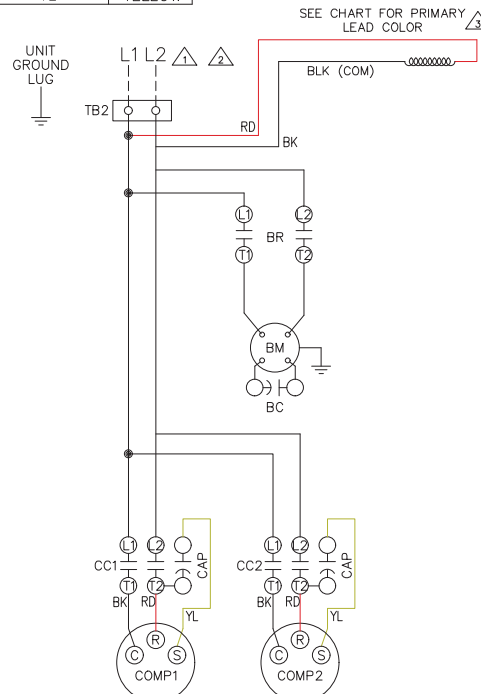 SEE CHART FOR PRIMARY
LEAD COLOR
3
UNIT
GROUND
LUG
L1 L2
1
2
BLK (COM)
TB2
RD
BK
L1
L2
BR
T1
T2
BM
BC
L1
L2
CC1
CAP
T1
T2
BK
RD
YL
R
C
S
COMP1
L1
L2
CC2
CAP
T1
T2
BK
RD
YL
R
C
S
COMP2